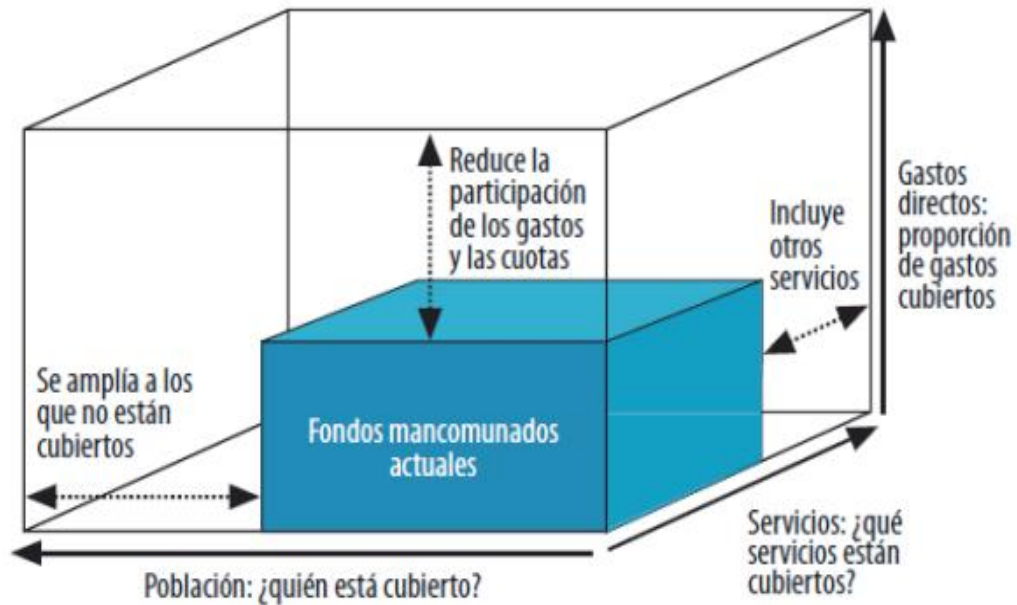 Reduce la
participación
de los gastos
y las cuotas
Incluye
otros
servicios
Gastos
directos:
proporción
de gastos
cubiertos
Se amplía a los
que no están
cubiertos
Fondos mancomunados
actuales
Servicios: ¿qué
servicios están
cubiertos?
Población: ¿quién está cubierto?